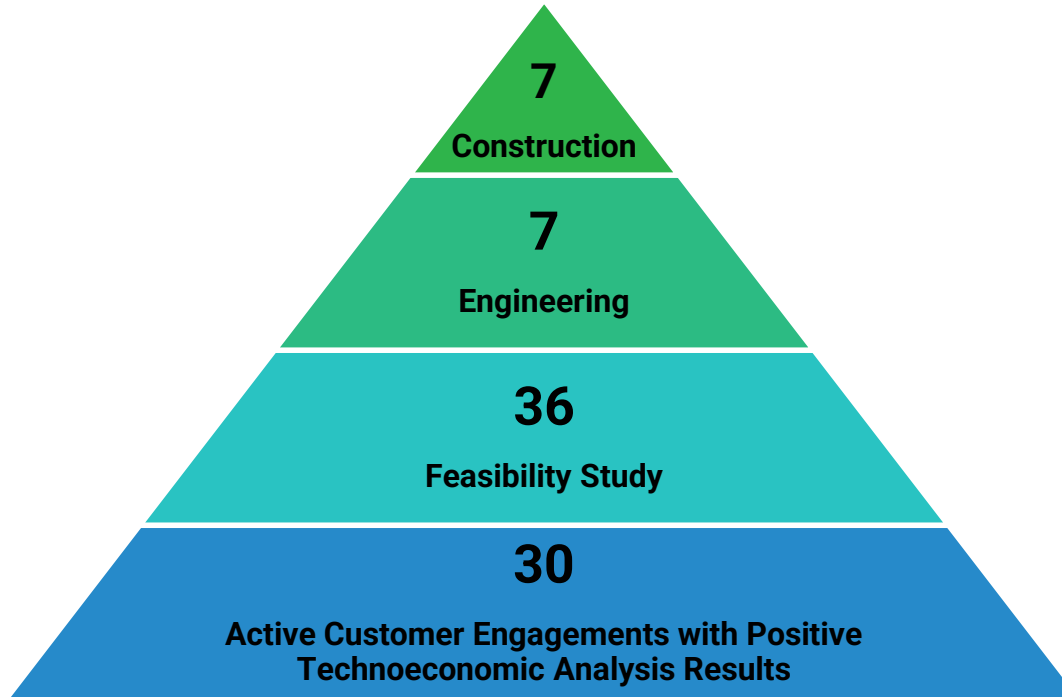 7
Construction
7
Engineering
36
Feasibility Study
30
Active Customer Engagements with Positive
Technoeconomic Analysis Results